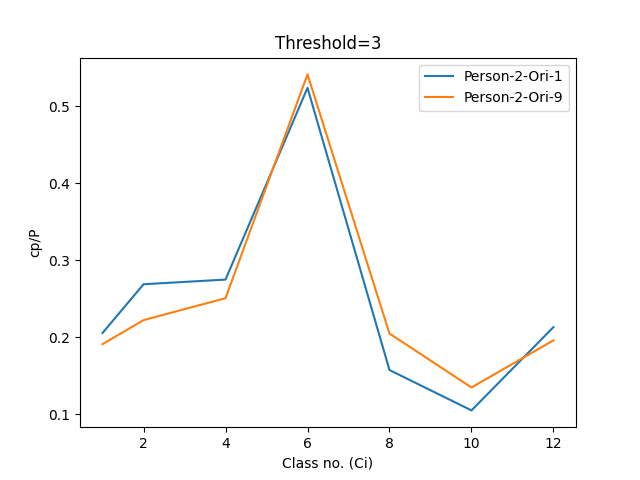 Threshold=3
Person-2-Ori-1
Person-2-Ori-9
cp/P
0.5
0.4
0.3
0.2
0.1
2 4 6 8 10 12
Class no. (Ci)